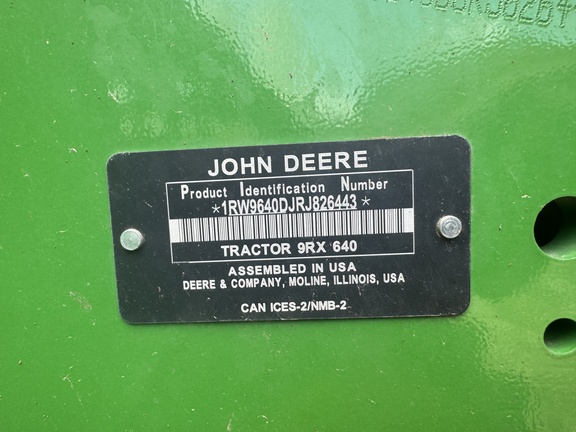 JOHN DEERE
Product Identification Number
*1RW9640DJRJ826443*
TRACTOR 9RX 640
ASSEMBLED IN USA
DEERE & COMPANY, MOLINE, ILLINOIS, USA
CAN ICES-2/NMB-2